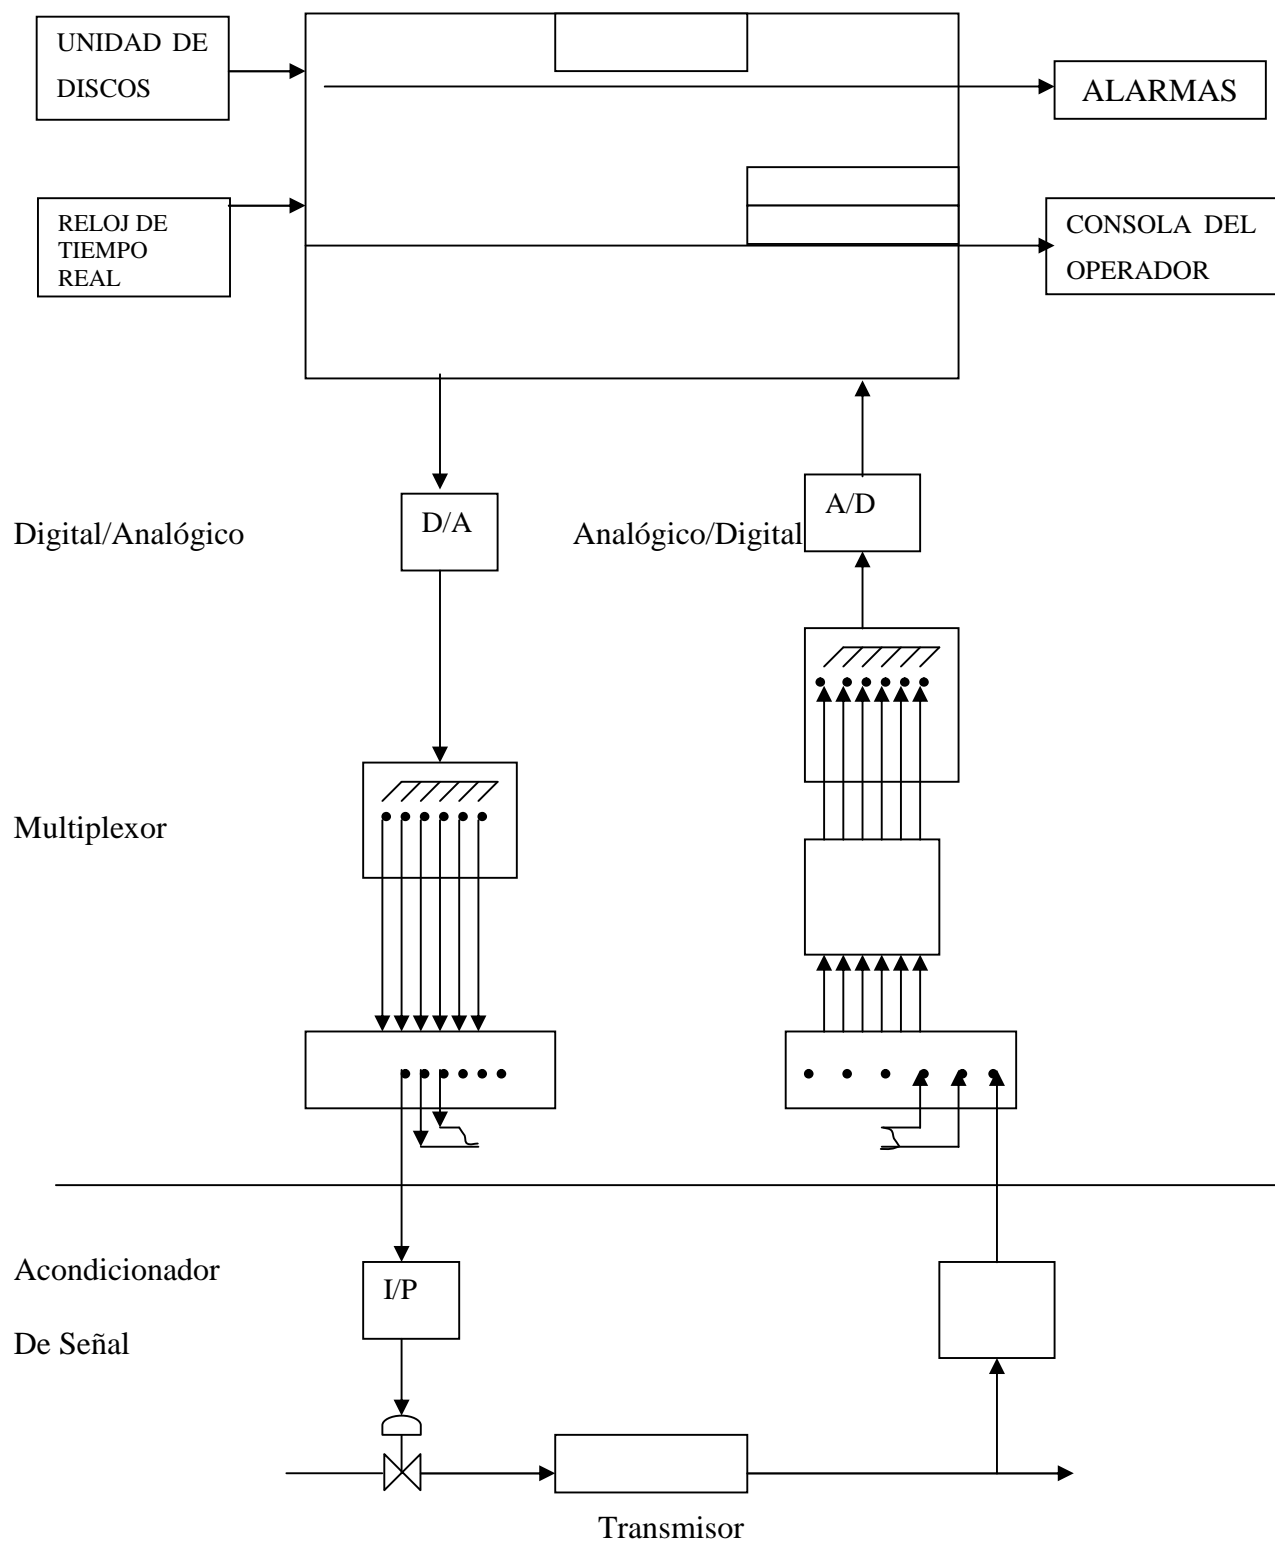 UNIDAD DE
DISCOS
ALARMAS
RELOJ DE
TIEMPO
REAL
CONSOLA DEL
OPERADOR
Digital/Analógico
D/A
Analógico/Digital
A/D
Multiplexor
Acondicionador
De Señal
I/P
Transmisor